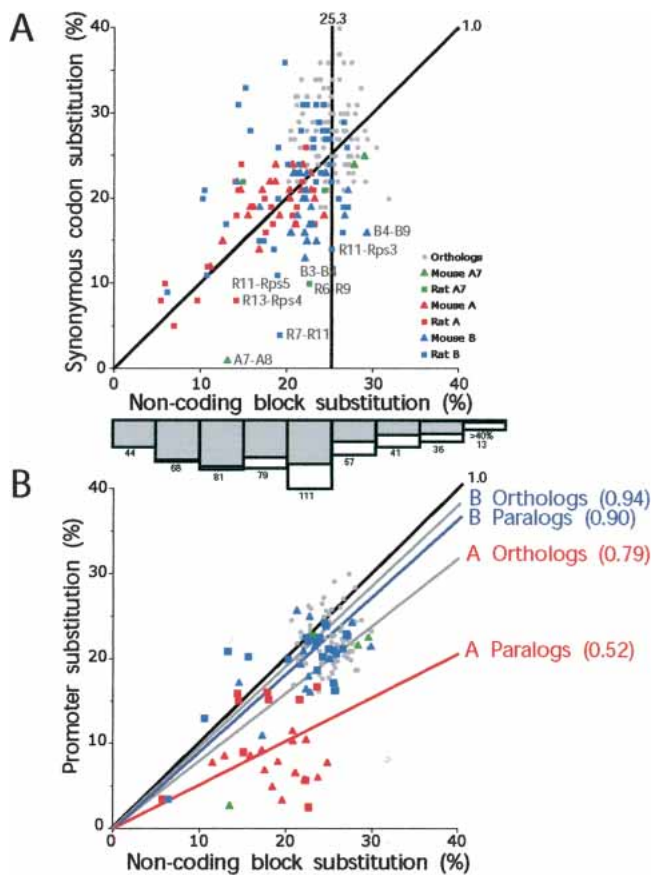 A
25.3
1.0
Synonymous codon substitution (%)
40
30
20
10
0
B4-B9
R11-Rps3
B3-B4
R11-Rps5
R6-R9
R13-Rps4
R7-R11
A7-A8
Orthologs
Mouse A7
Rat A7
Mouse A
Rat A
Mouse B
Rat B
0 10 20 30 40
Non-coding block substitution (%)
44 68 81 79 111 57 41 36 >40% 13
B
1.0
Promoter substitution (%)
40
30
20
10
0
B Orthologs (0.94)
B Paralogs (0.90)
A Orthologs (0.79)
A Paralogs (0.52)
0 10 20 30 40
Non-coding block substitution (%)